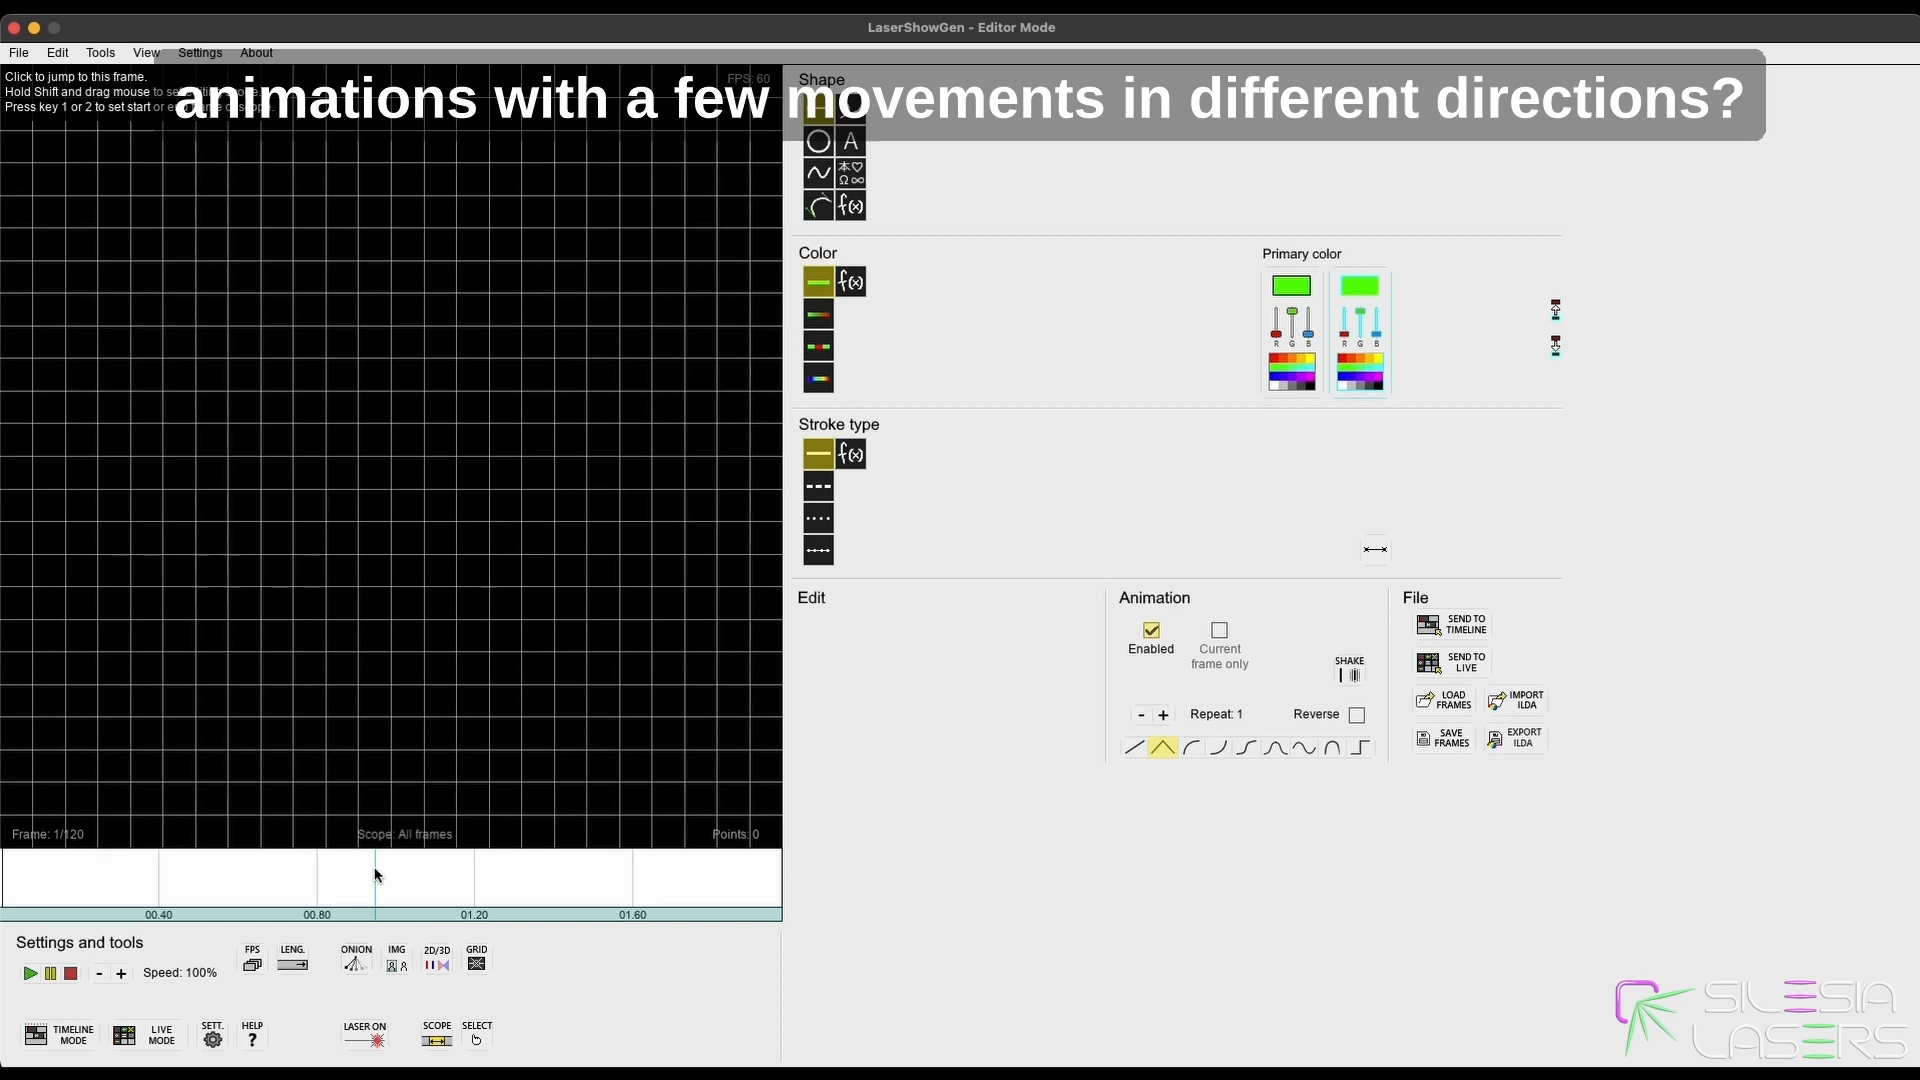 LaserShowGen - Editor Mode
File Edit Tools View Settings About
animations with a few movements in different directions?
Click to jump to this frame.
Hold Shift and drag mouse to se
Press key 1 or 2 to set start or
FPS: 60
Shape
A
本♡
Ω∞
f(x)
Color
f(x)
Primary color
R G B
R G B
Stroke type
f(x)
Edit
Animation
Enabled
Current
frame only
SHAKE
- + Repeat: 1 Reverse
File
SEND TO
TIMELINE
SEND TO
LIVE
LOAD
FRAMES
IMPORT
ILDA
SAVE
FRAMES
EXPORT
ILDA
Frame: 1/120 Scope: All frames Points: 0
00.40 00.80 01.20 01.60
Settings and tools
- + Speed: 100%
FPS LENG. ONION IMG 2D/3D GRID
TIMELINE
MODE
LIVE
MODE
SETT. HELP
?
LASER ON SCOPE SELECT
SILESIA
LASERS